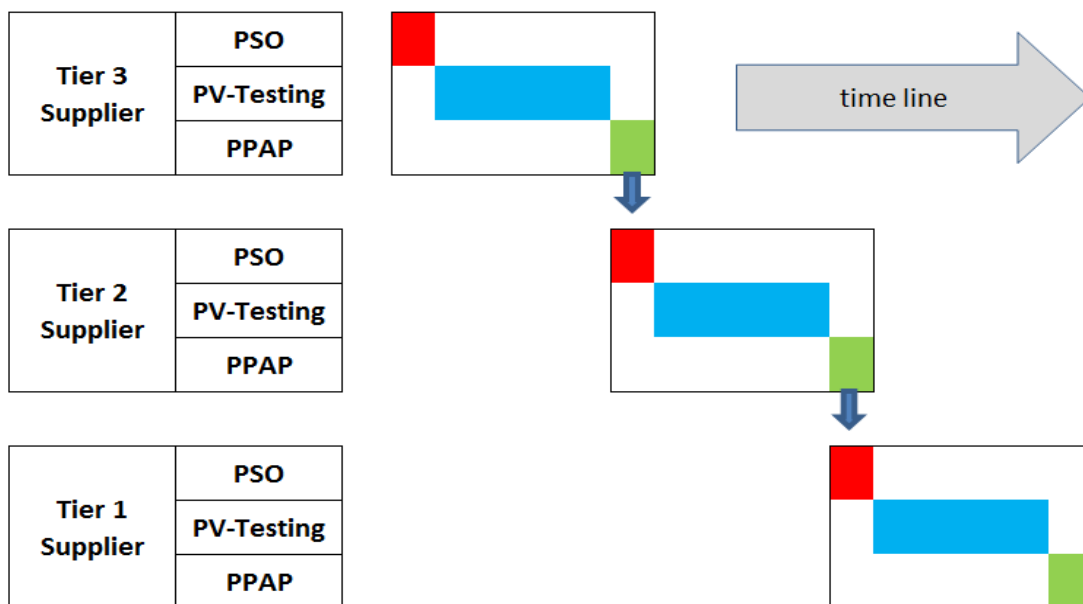 Tier 3
Supplier
PSO
PV-Testing
PPAP
time line
Tier 2
Supplier
PSO
PV-Testing
PPAP
Tier 1
Supplier
PSO
PV-Testing
PPAP